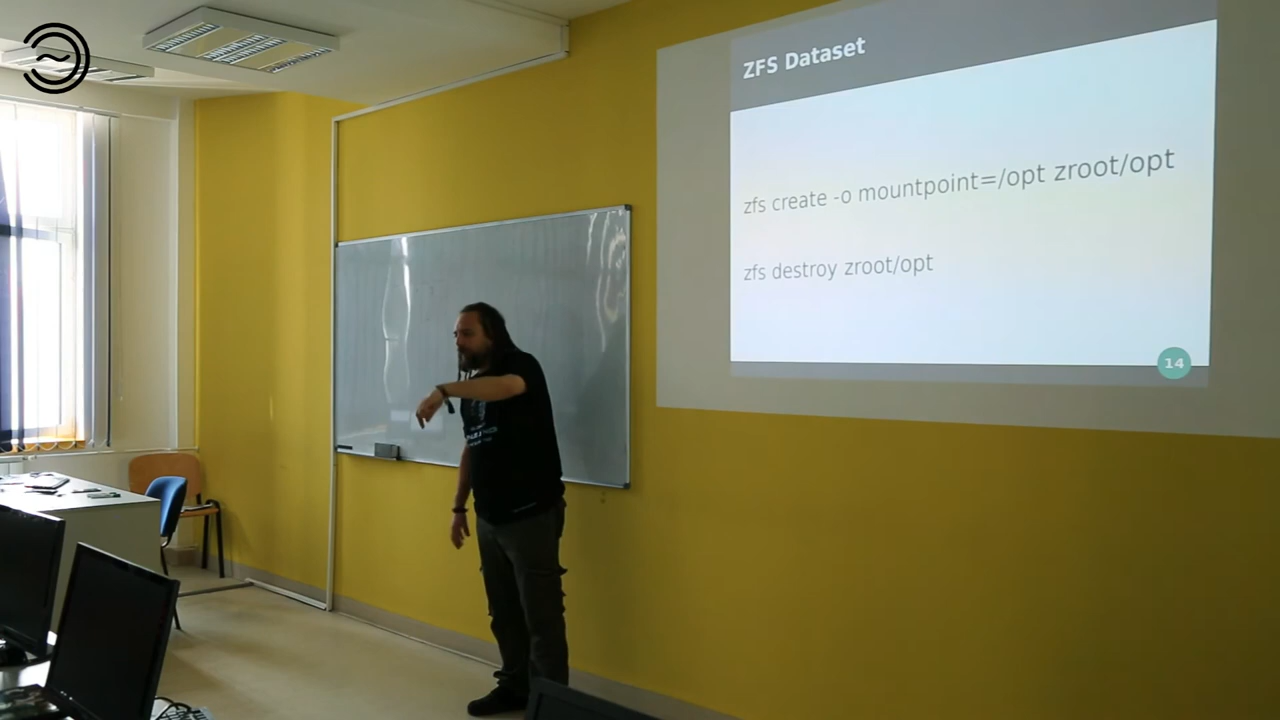 ZFS Dataset
zfs create -o mountpoint=/opt zroot/opt
zfs destroy zroot/opt
14